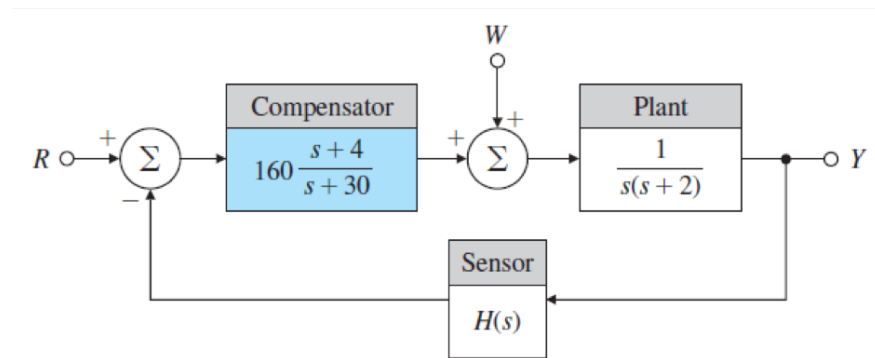 W
Compensator
Plant
R
+
−
Σ
160 (s + 4)/(s + 30)
+
+
Σ
1/(s(s + 2))
Y
Sensor
H(s)